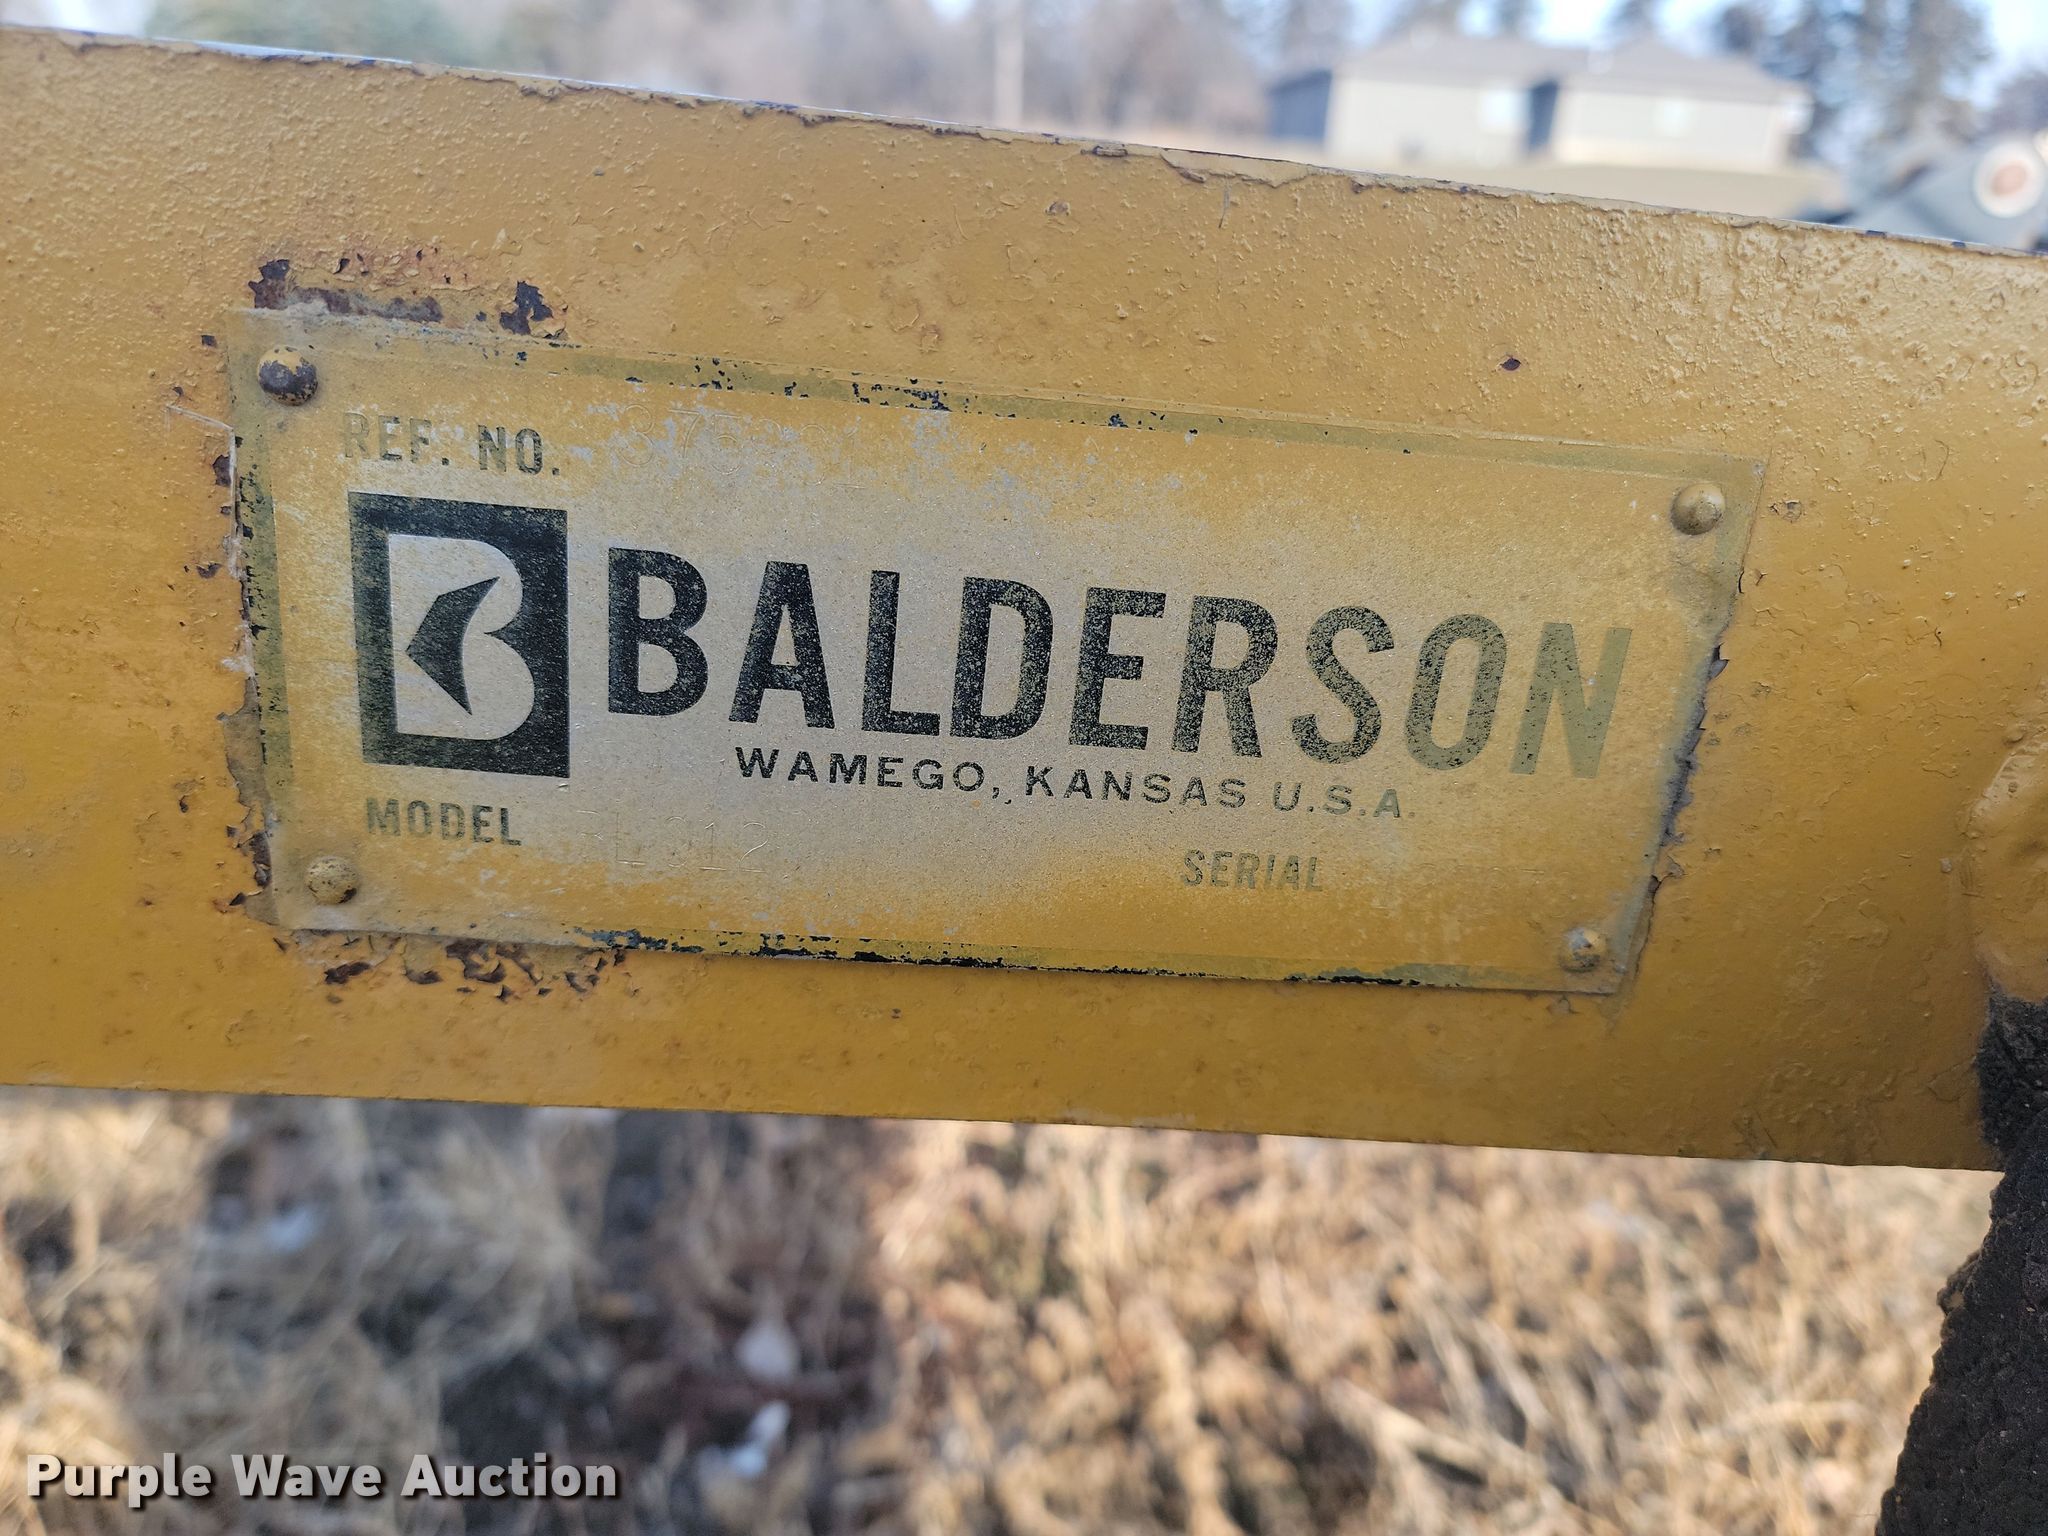 REF. NO.
BALDERSON
WAMEGO, KANSAS U.S.A.
MODEL
SERIAL
Purple Wave Auction